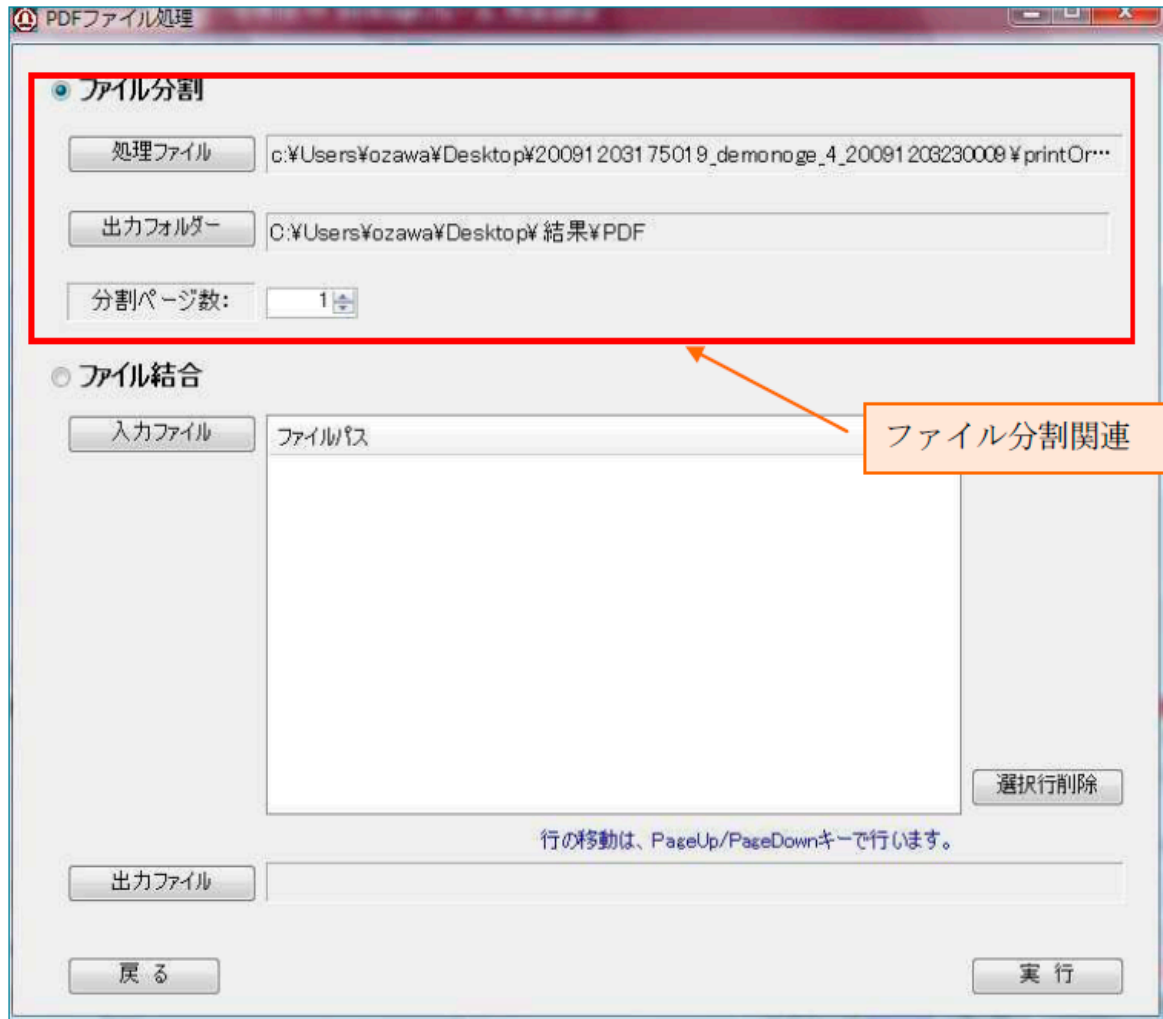 PDFファイル処理
ファイル分割
処理ファイル c:¥Users¥ozawa¥Desktop¥20091203175019_demonoge_4_20091203230009¥printOr…
出力フォルダー C:¥Users¥ozawa¥Desktop¥結果¥PDF
分割ページ数: 1
ファイル結合
入力ファイル ファイルパス
ファイル分割関連
選択行削除
行の移動は、PageUp/PageDownキーで行います。
出力ファイル
戻る 実行